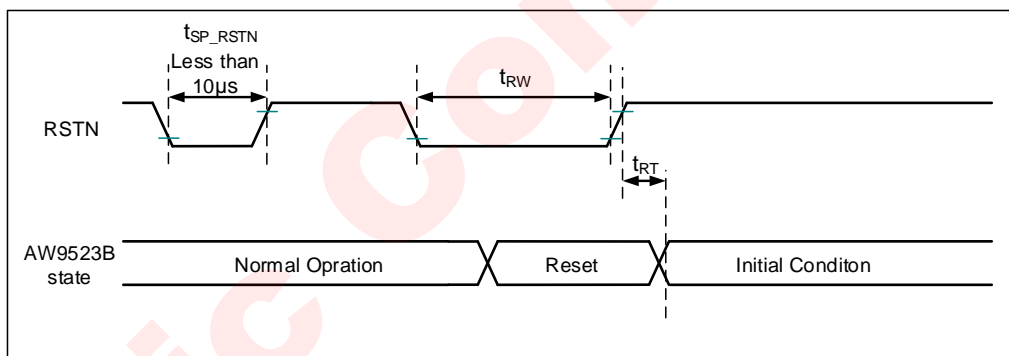 tSP_RSTN
Less than
10µs
tRW
RSTN
tRT
AW9523B
state
Normal Opration
Reset
Initial Conditon